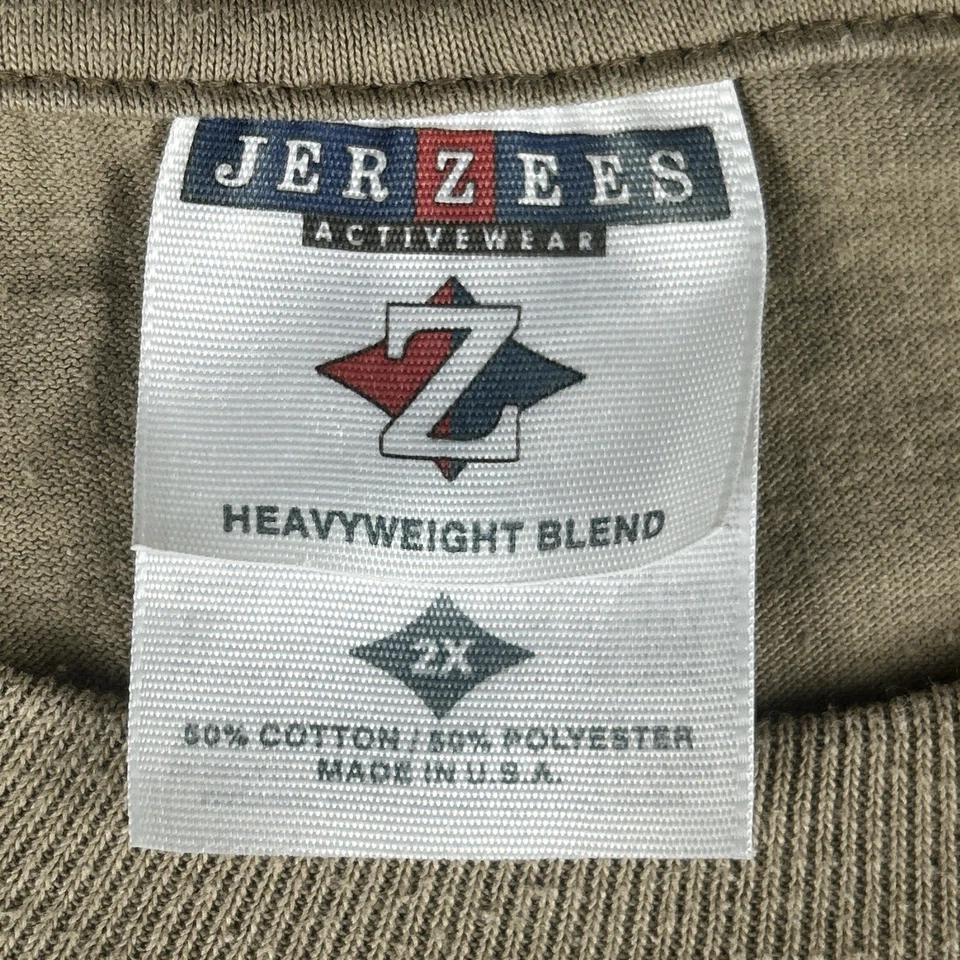 JERZEES
ACTIVEWEAR
Z
HEAVYWEIGHT BLEND
2X
50% COTTON / 50% POLYESTER
MADE IN U.S.A.